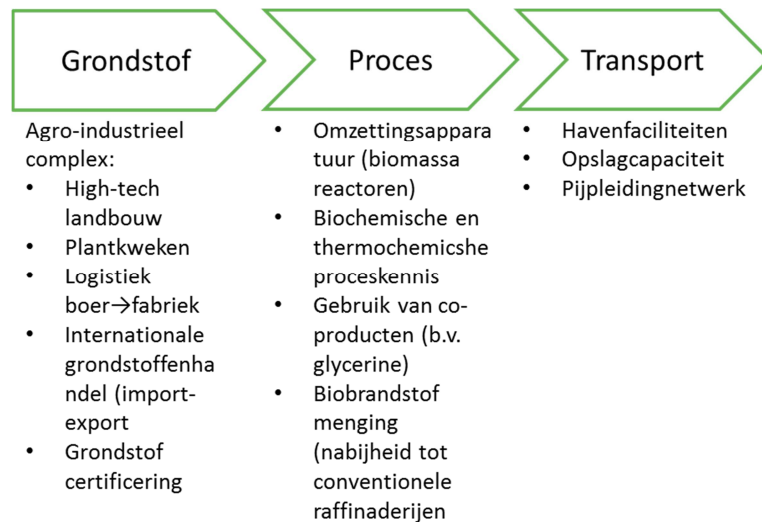 Grondstof
Proces
Transport
Agro-industrieel
complex:
• High-tech
landbouw
• Plantkweken
• Logistiek
boer→fabriek
• Internationale
grondstoffenha
ndel (import-
export
• Grondstof
certificering
• Omzettingsappara
tuur (biomassa
reactoren)
• Biochemische en
thermochemicshe
proceskennis
• Gebruik van co-
producten (b.v.
glycerine)
• Biobrandstof
menging
(nabijheid tot
conventionele
raffinaderijen
• Havenfaciliteiten
• Opslagcapaciteit
• Pijpleidingnetwerk